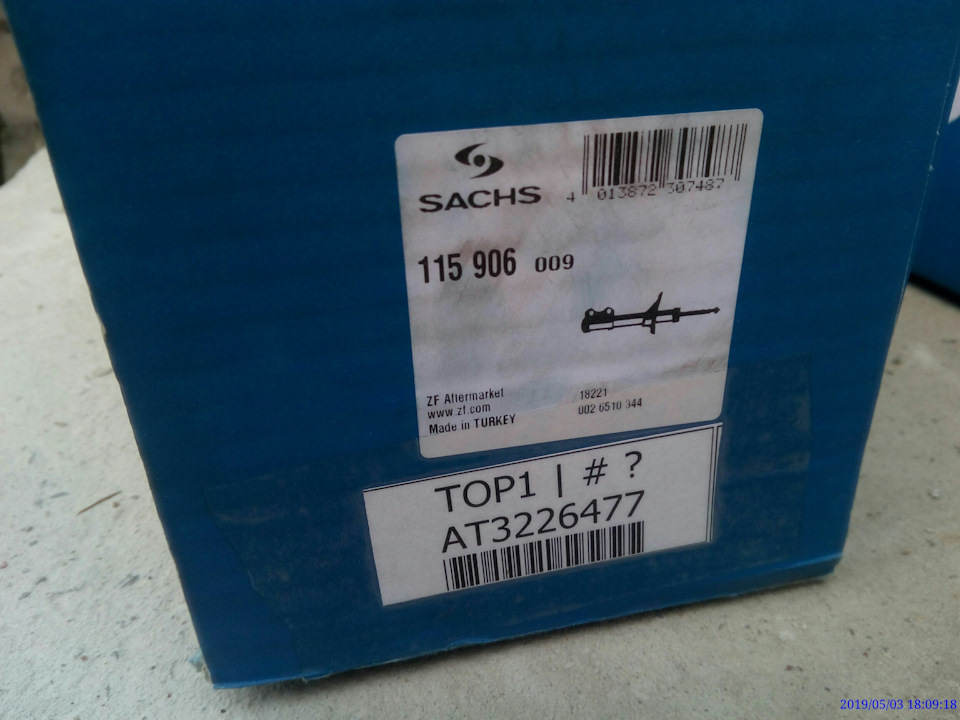 SACHS
4 013872 307487
115 906 009
ZF Aftermarket
www.zf.com
Made in TURKEY
18221
002 6510 344
TOP1 | # ?
AT3226477
2019/05/03 18:09:18